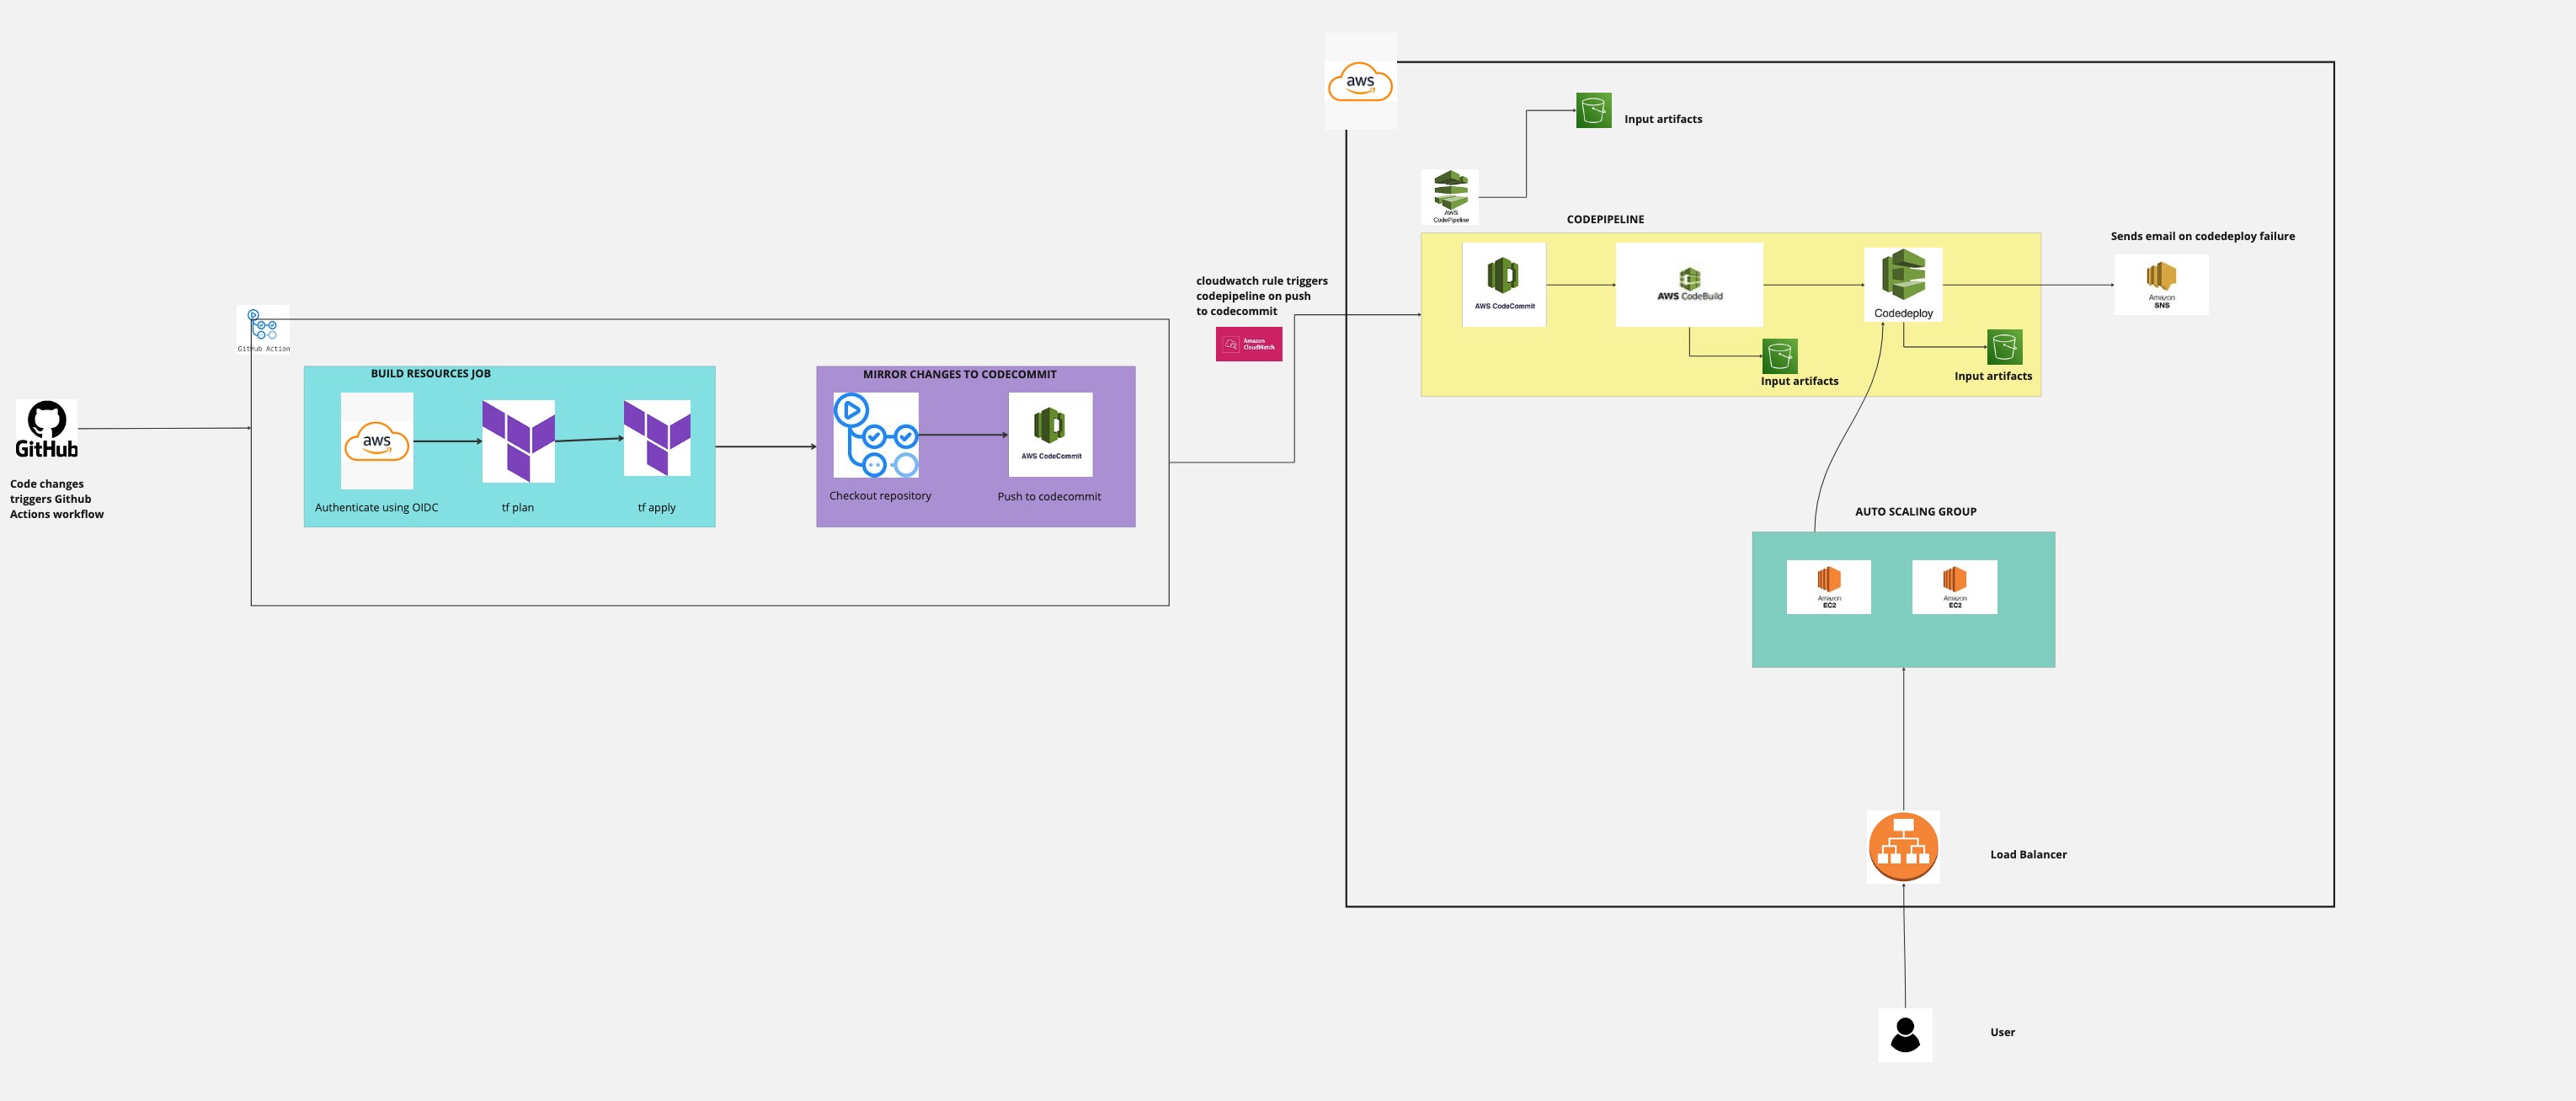 aws
Input artifacts
AWS
CodePipeline
CODEPIPELINE
Sends email on codedeploy failure
AWS CodeCommit
AWS CodeBuild
Codedeploy
Amazon
SNS
Input artifacts
Input artifacts
cloudwatch rule triggers
codepipeline on push
to codecommit
Amazon
CloudWatch
GitHub Action
BUILD RESOURCES JOB
aws
Authenticate using OIDC
tf plan
tf apply
MIRROR CHANGES TO CODECOMMIT
AWS CodeCommit
Checkout repository
Push to codecommit
GitHub
Code changes
triggers Github
Actions workflow
AUTO SCALING GROUP
Amazon
EC2
Amazon
EC2
Load Balancer
User